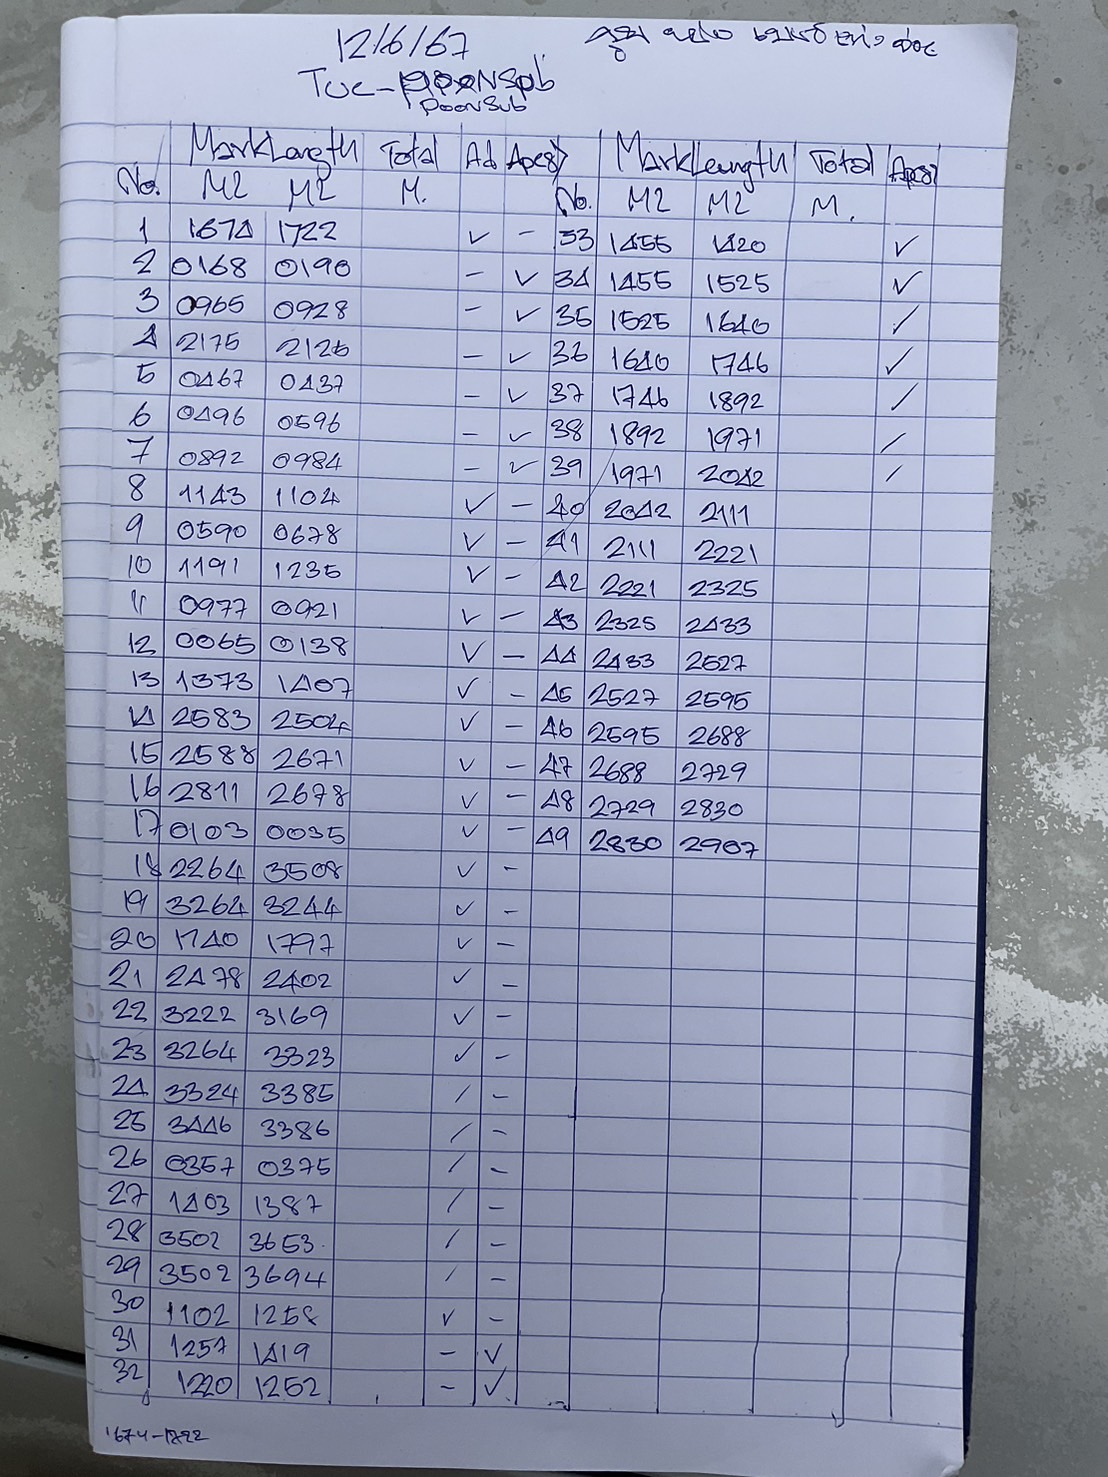 12/6/67
TUC-
POONSUB
No. Mark M2 Length M2 Total M. Ad Apes
1 1674 1722 ✓ -
2 0168 0190 - ✓
3 0965 0928 - ✓
4 2175 2125 - ✓
5 0467 0437 - ✓
6 0496 0596 - ✓
7 0892 0984 - ✓
8 1143 1104 ✓ -
9 0590 0678 ✓ -
10 1191 1235 ✓ -
11 0977 0921 ✓ -
12 0065 0138 ✓ -
13 1373 1407 ✓ -
14 2583 2504 ✓ -
15 2588 2671 ✓ -
16 2811 2678 ✓ -
17 0103 0035 ✓ -
18 2264 3508 ✓ -
19 3264 3244 ✓ -
20 1740 1797 ✓ -
21 2478 2402 ✓ -
22 3222 3169 ✓ -
23 3264 3323 ✓ -
24 3324 3385 / -
25 3446 3386 / -
26 0357 0375 / -
27 1403 1387 / -
28 3502 3653 / -
29 3502 3694 / -
30 1102 1258 ✓ -
31 1257 1419 - ✓
32 1220 1252 - ✓
No. Mark M2 Leungth M2 Total M. Apes
33 1455 1420 ✓
34 1455 1525 ✓
35 1525 1640 ✓
36 1640 1746 ✓
37 1746 1892 ✓
38 1892 1971 /
39 1971 2042 /
40 2042 2111
41 2111 2221
42 2221 2325
43 2325 2433
44 2433 2527
45 2527 2595
46 2595 2688
47 2688 2729
48 2729 2830
49 2830 2907
1674-1722